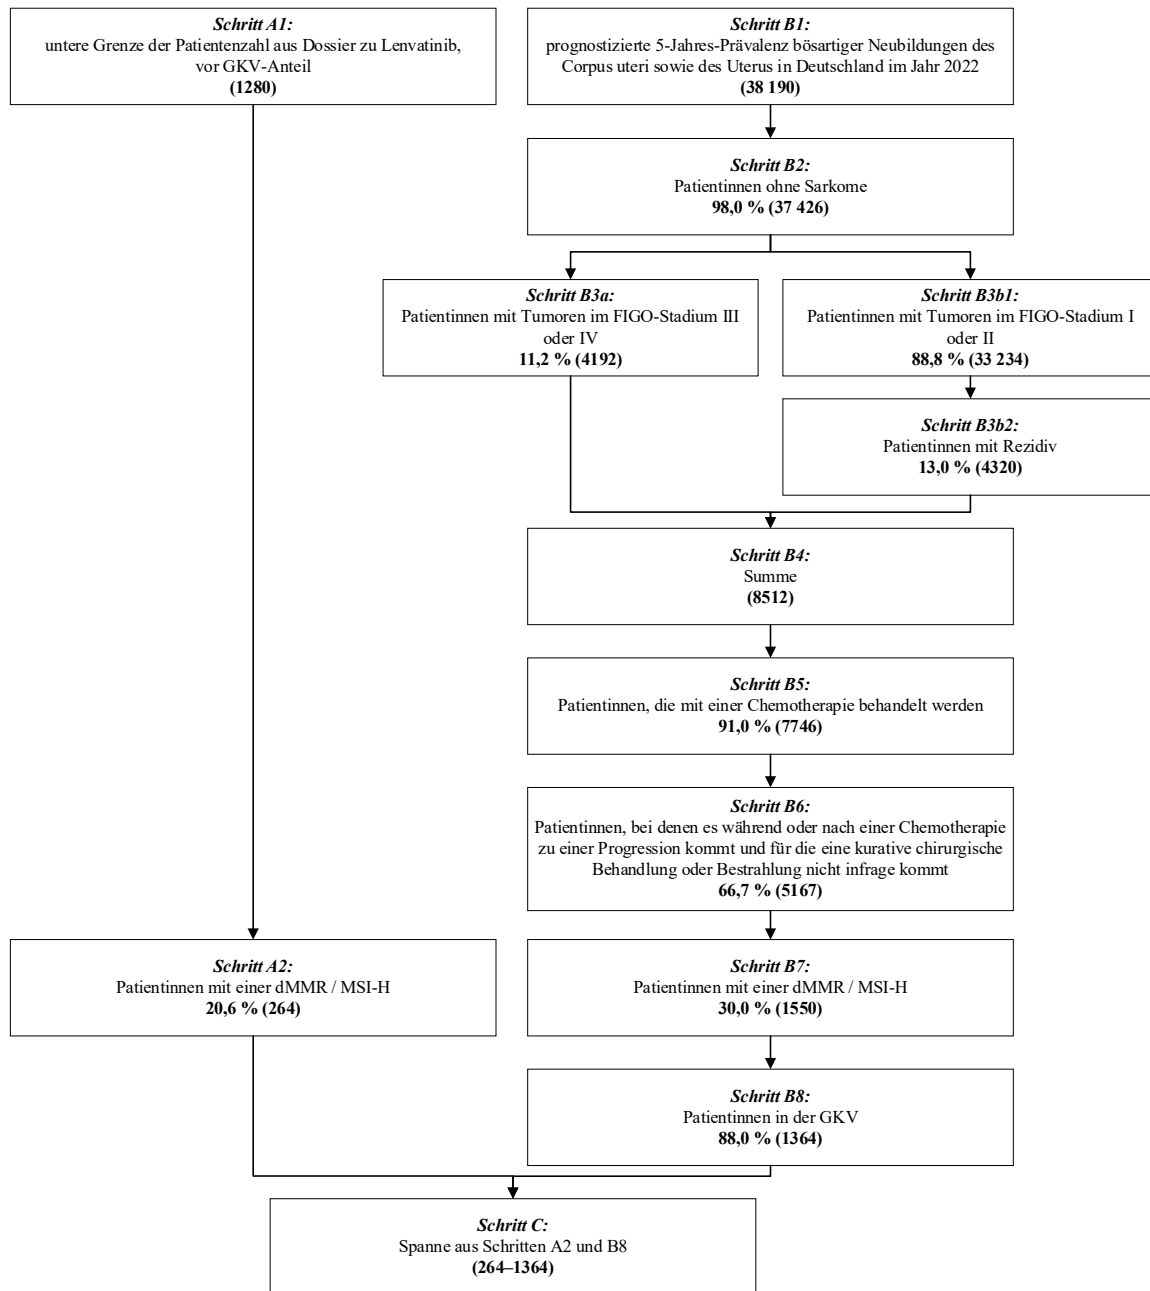 Schritt A1:
untere Grenze der Patientenzahl aus Dossier zu Lenvatinib,
vor GKV-Anteil
(1280)
Schritt B1:
prognostizierte 5-Jahres-Prävalenz bösartiger Neubildungen des
Corpus uteri sowie des Uterus in Deutschland im Jahr 2022
(38 190)
Schritt B2:
Patientinnen ohne Sarkome
98,0 % (37 426)
Schritt B3a:
Patientinnen mit Tumoren im FIGO-Stadium III
oder IV
11,2 % (4192)
Schritt B3b1:
Patientinnen mit Tumoren im FIGO-Stadium I
oder II
88,8 % (33 234)
Schritt B3b2:
Patientinnen mit Rezidiv
13,0 % (4320)
Schritt B4:
Summe
(8512)
Schritt B5:
Patientinnen, die mit einer Chemotherapie behandelt werden
91,0 % (7746)
Schritt B6:
Patientinnen, bei denen es während oder nach einer Chemotherapie
zu einer Progression kommt und für die eine kurative chirurgische
Behandlung oder Bestrahlung nicht infrage kommt
66,7 % (5167)
Schritt A2:
Patientinnen mit einer dMMR / MSI-H
20,6 % (264)
Schritt B7:
Patientinnen mit einer dMMR / MSI-H
30,0 % (1550)
Schritt B8:
Patientinnen in der GKV
88,0 % (1364)
Schritt C:
Spanne aus Schritten A2 und B8
(264–1364)